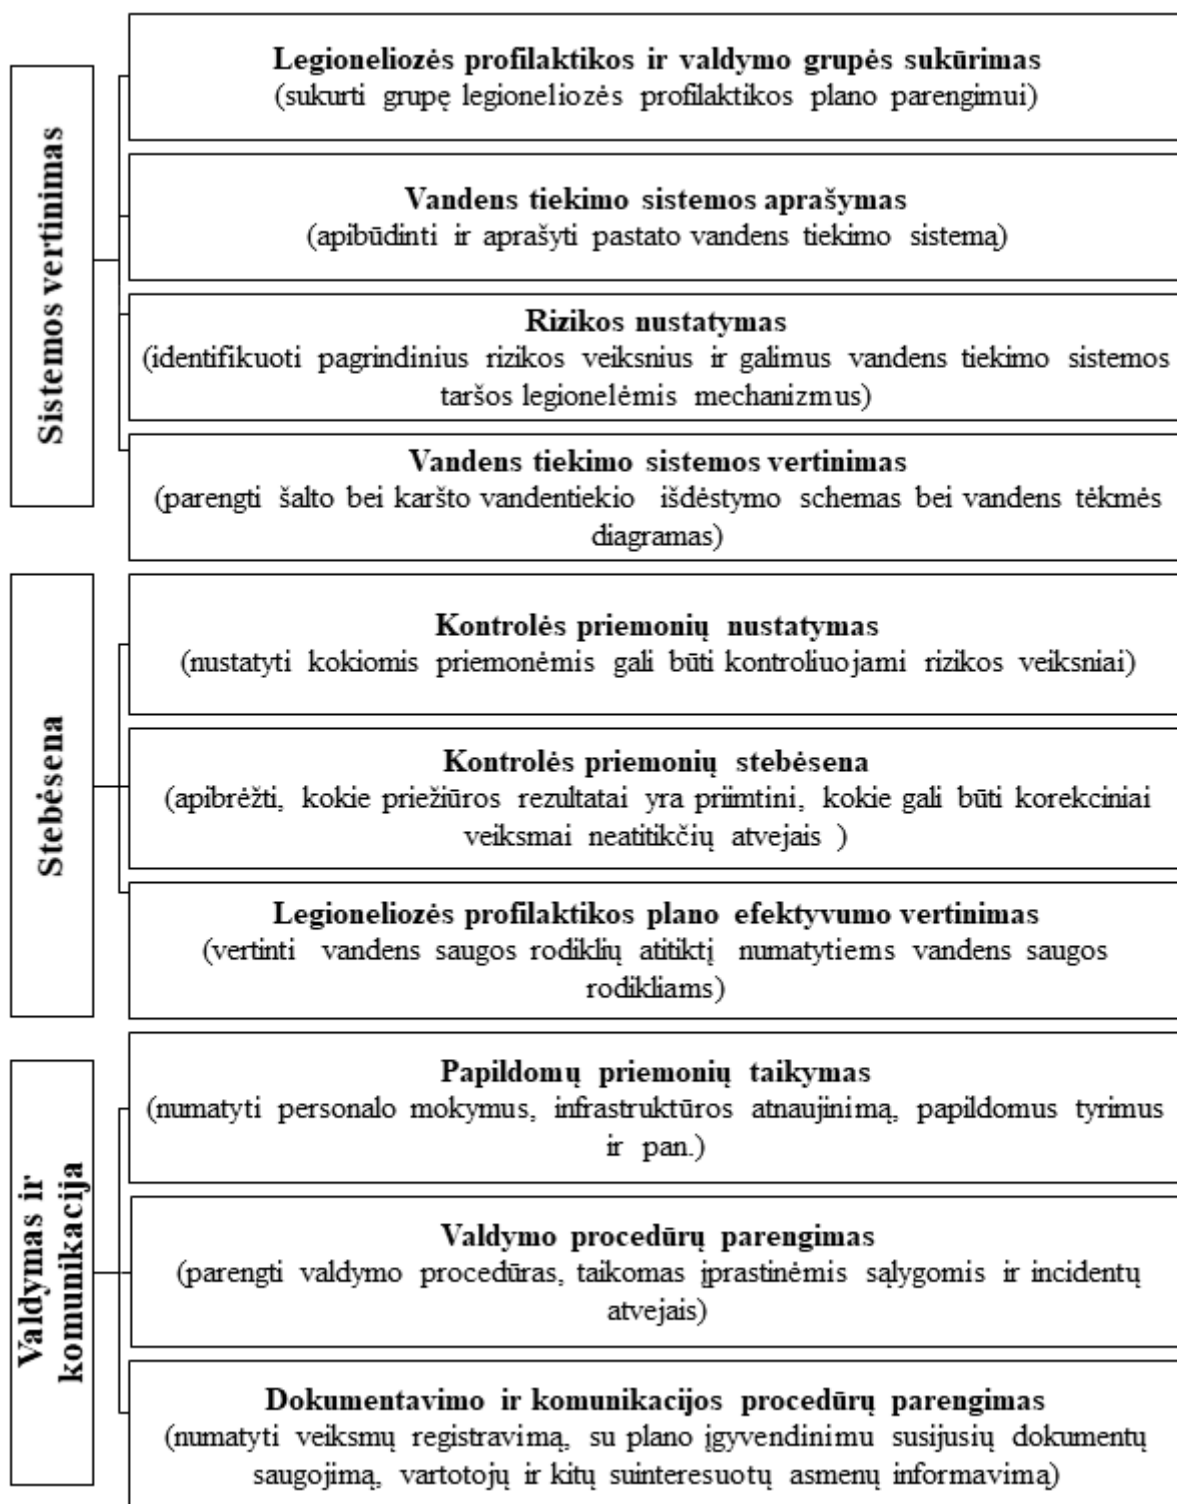 Sistemos vertinimas
Legioneliozės profilaktikos ir valdymo grupės sukūrimas
(sukurti grupę legioneliozės profilaktikos plano parengimui)
Vandens tiekimo sistemos aprašymas
(apibūdinti ir aprašyti pastato vandens tiekimo sistemą)
Rizikos nustatymas
(identifikuoti pagrindinius rizikos veiksnius ir galimus vandens tiekimo sistemos
taršos legionelėmis mechanizmus)
Vandens tiekimo sistemos vertinimas
(parengti šalto bei karšto vandentiekio išdėstymo schemas bei vandens tėkmės
diagramas)
Stebėsena
Kontrolės priemonių nustatymas
(nustatyti kokiomis priemonėmis gali būti kontroliuojami rizikos veiksniai)
Kontrolės priemonių stebėsena
(apibrėžti, kokie priežiūros rezultatai yra priimtini, kokie gali būti korekciniai
veiksmai neatitikčių atvejais )
Legioneliozės profilaktikos plano efektyvumo vertinimas
(vertinti vandens saugos rodiklių atitiktį numatytiems vandens saugos
rodikliams)
Valdymas ir
komunikacija
Papildomų priemonių taikymas
(numatyti personalo mokymus, infrastruktūros atnaujinimą, papildomus tyrimus
ir pan.)
Valdymo procedūrų parengimas
(parengti valdymo procedūras, taikomas įprastinėmis sąlygomis ir incidentų
atvejais)
Dokumentavimo ir komunikacijos procedūrų parengimas
(numatyti veiksmų registravimą, su plano įgyvendinimu susijusių dokumentų
saugojimą, vartotojų ir kitų suinteresuotų asmenų informavimą)